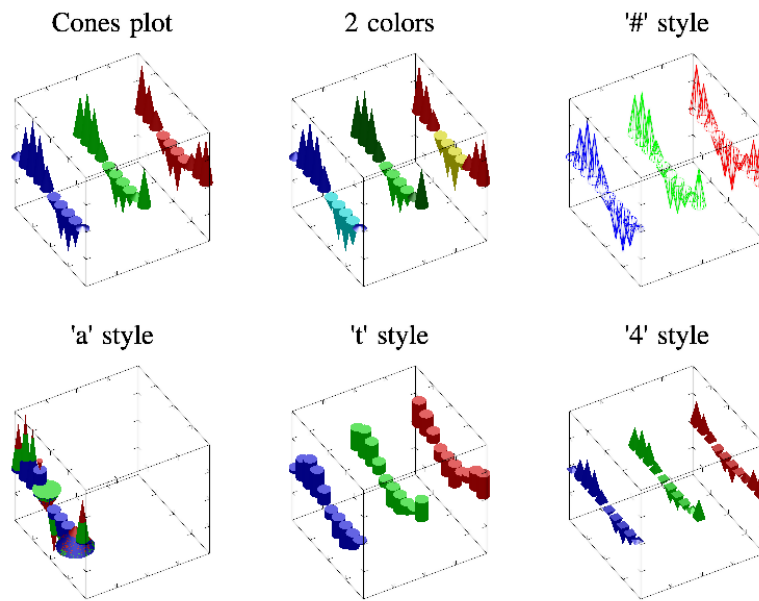 Cones plot
2 colors
'#' style
'a' style
't' style
'4' style